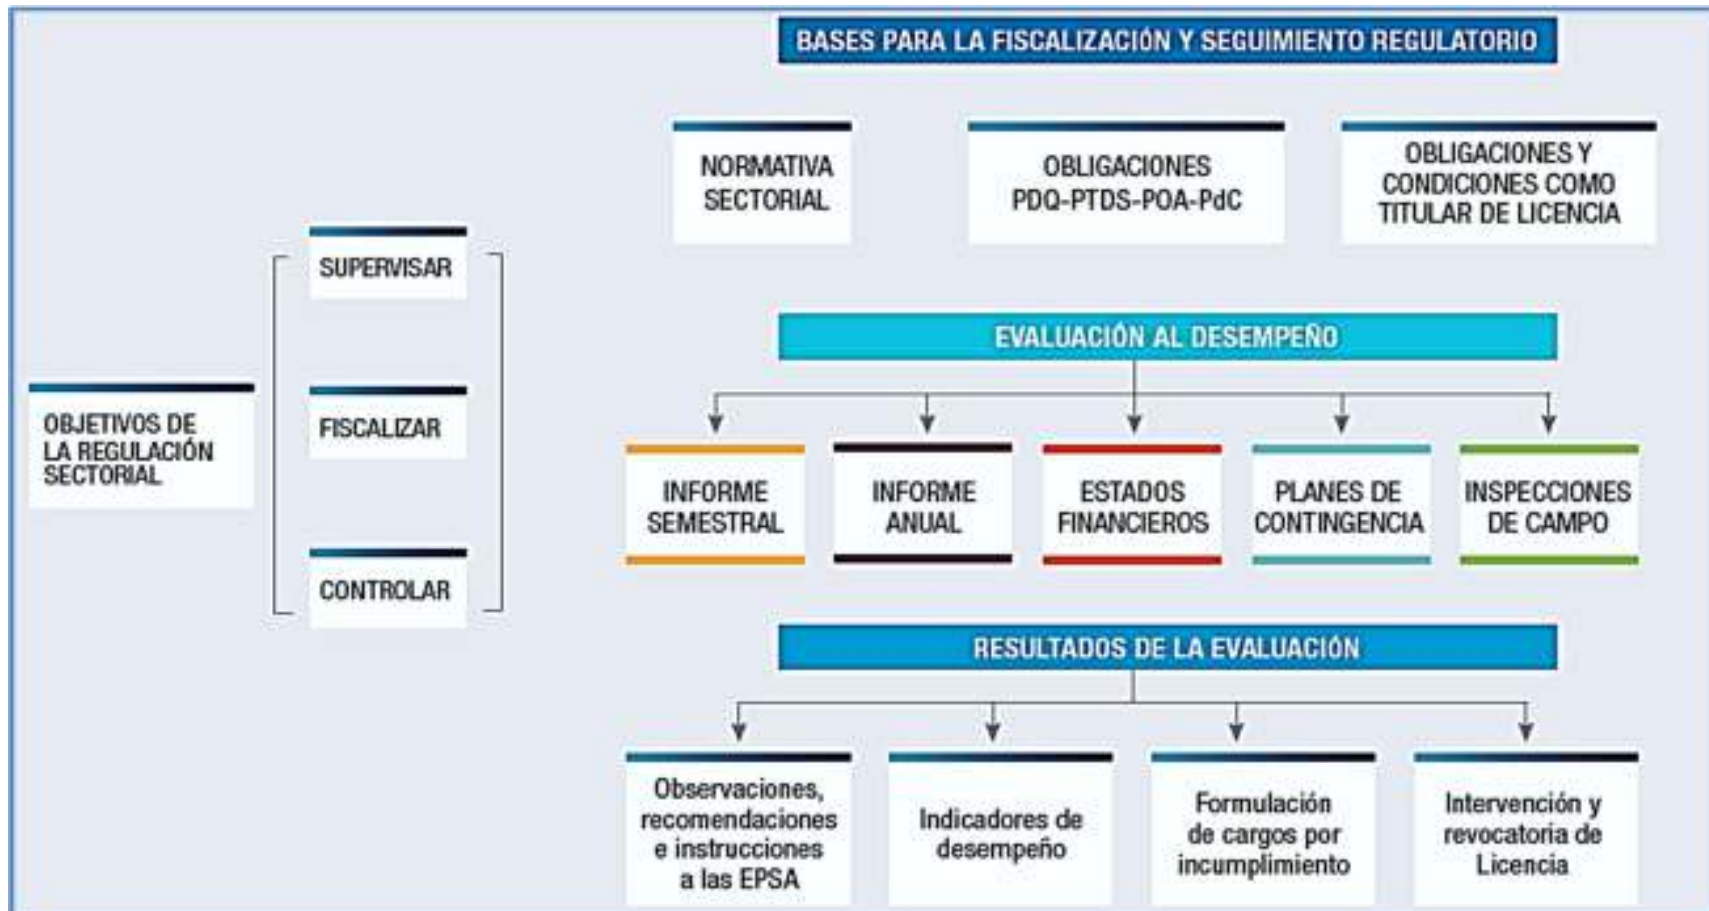 BASES PARA LA FISCALIZACIÓN Y SEGUIMIENTO REGULATORIO
NORMATIVA
SECTORIAL
OBLIGACIONES
PDQ-PTDS-POA-PdC
OBLIGACIONES Y
CONDICIONES COMO
TITULAR DE LICENCIA
OBJETIVOS DE
LA REGULACIÓN
SECTORIAL
SUPERVISAR
FISCALIZAR
CONTROLAR
EVALUACIÓN AL DESEMPEÑO
INFORME
SEMESTRAL
INFORME
ANUAL
ESTADOS
FINANCIEROS
PLANES DE
CONTINGENCIA
INSPECCIONES
DE CAMPO
RESULTADOS DE LA EVALUACIÓN
Observaciones,
recomendaciones
e instrucciones
a las EPSA
Indicadores de
desempeño
Formulación
de cargos por
incumplimiento
Intervención y
revocatoria de
Licencia